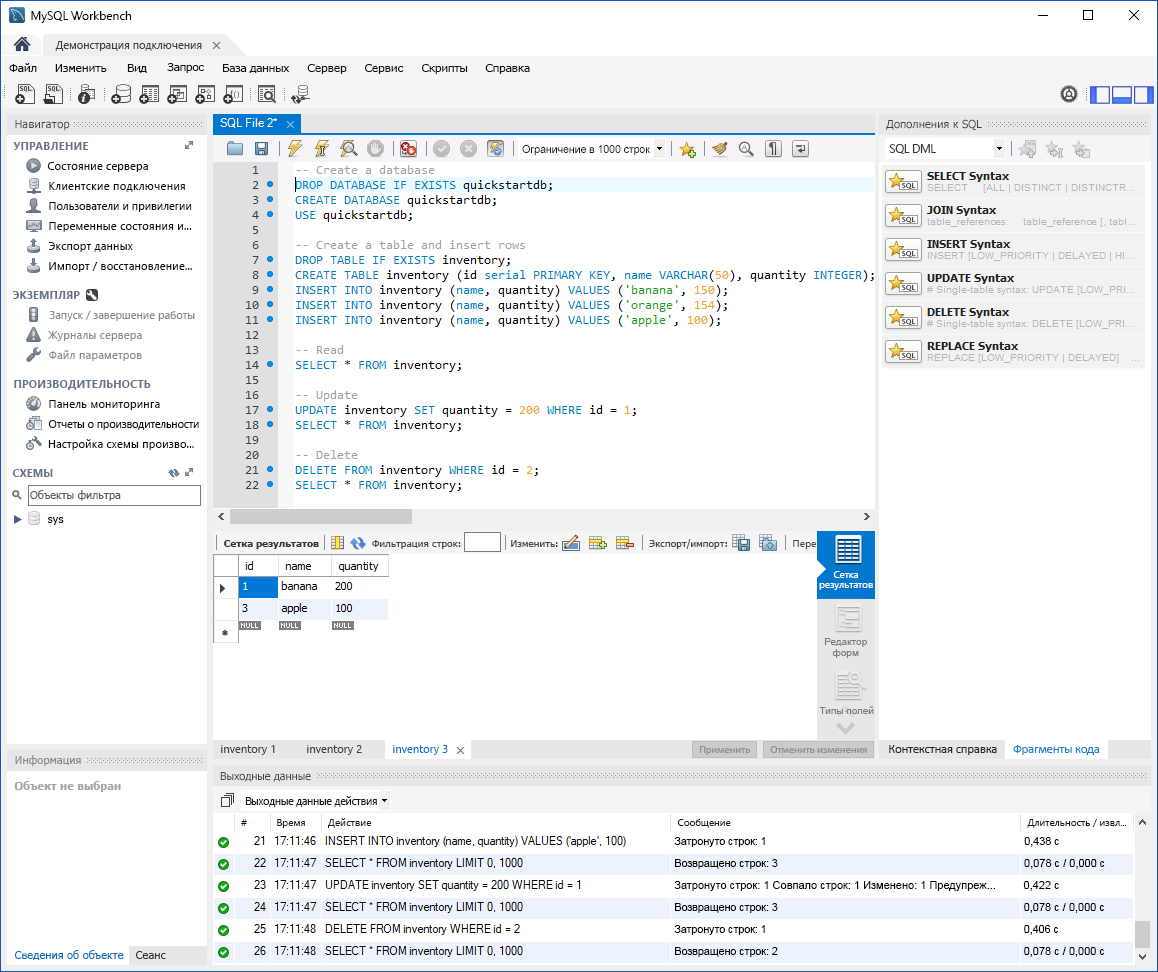 MySQL Workbench
Демонстрация подключения
Файл Изменить Вид Запрос База данных Сервер Сервис Скрипты Справка
Навигатор
УПРАВЛЕНИЕ
Состояние сервера
Клиентские подключения
Пользователи и привилегии
Переменные состояния и...
Экспорт данных
Импорт / восстановление...
ЭКЗЕМПЛЯР
Запуск / завершение работы
Журналы сервера
Файл параметров
ПРОИЗВОДИТЕЛЬНОСТЬ
Панель мониторинга
Отчеты о производительности
Настройка схемы произво...
СХЕМЫ
Объекты фильтра
sys
Информация
Объект не выбран
Сведения об объекте Сеанс
SQL File 2*
Ограничение в 1000 строк
1 -- Create a database
2 DROP DATABASE IF EXISTS quickstartdb;
3 CREATE DATABASE quickstartdb;
4 USE quickstartdb;
5
6 -- Create a table and insert rows
7 DROP TABLE IF EXISTS inventory;
8 CREATE TABLE inventory (id serial PRIMARY KEY, name VARCHAR(50), quantity INTEGER);
9 INSERT INTO inventory (name, quantity) VALUES ('banana', 150);
10 INSERT INTO inventory (name, quantity) VALUES ('orange', 154);
11 INSERT INTO inventory (name, quantity) VALUES ('apple', 100);
12
13 -- Read
14 SELECT * FROM inventory;
15
16 -- Update
17 UPDATE inventory SET quantity = 200 WHERE id = 1;
18 SELECT * FROM inventory;
19
20 -- Delete
21 DELETE FROM inventory WHERE id = 2;
22 SELECT * FROM inventory;
Сетка результатов Фильтрация строк: Изменить: Экспорт/импорт: Пере
id name quantity
1 banana 200
3 apple 100
NULL NULL NULL
Сетка
результатов
Редактор
форм
Типы полей
inventory 1 inventory 2 inventory 3 Применить Отменить изменения
Дополнения к SQL
SQL DML
SELECT Syntax
SELECT [ALL | DISTINCT | DISTINCTR...
JOIN Syntax
table_references: table_reference [, tabl...
INSERT Syntax
INSERT [LOW_PRIORITY | DELAYED | HI...
UPDATE Syntax
# Single-table syntax: UPDATE [LOW_PRI...
DELETE Syntax
# Single-table syntax: DELETE [LOW_PRI...
REPLACE Syntax
REPLACE [LOW_PRIORITY | DELAYED] ...
Контекстная справка Фрагменты кода
Выходные данные
Выходные данные действия
# Время Действие Сообщение Длительность / извл...
21 17:11:46 INSERT INTO inventory (name, quantity) VALUES ('apple', 100) Затронуто строк: 1 0,438 с
22 17:11:47 SELECT * FROM inventory LIMIT 0, 1000 Возвращено строк: 3 0,078 с / 0,000 с
23 17:11:47 UPDATE inventory SET quantity = 200 WHERE id = 1 Затронуто строк: 1 Совпало строк: 1 Изменено: 1 Предупреж... 0,422 с
24 17:11:47 SELECT * FROM inventory LIMIT 0, 1000 Возвращено строк: 3 0,078 с / 0,000 с
25 17:11:48 DELETE FROM inventory WHERE id = 2 Затронуто строк: 1 0,406 с
26 17:11:48 SELECT * FROM inventory LIMIT 0, 1000 Возвращено строк: 2 0,078 с / 0,000 с